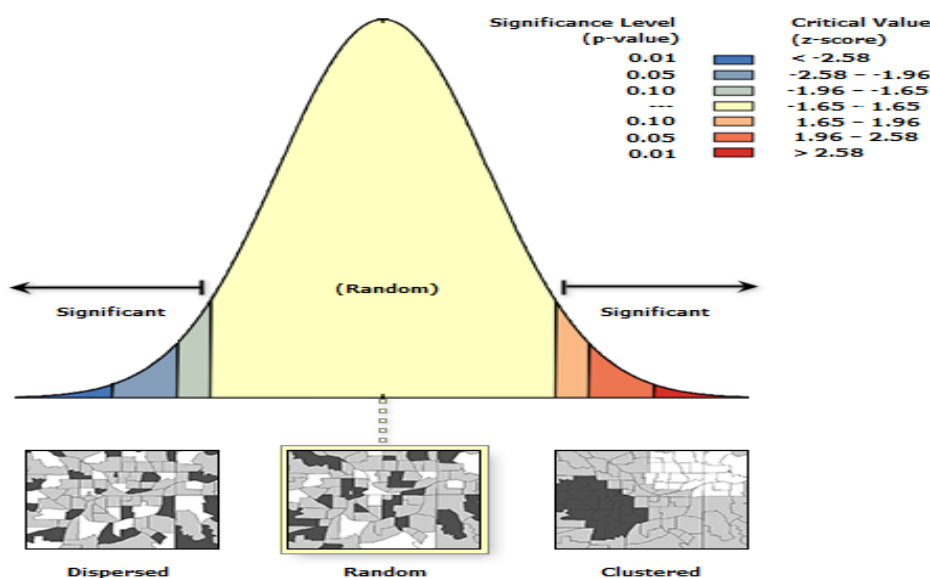 Significance Level
(p-value)
Critical Value
(z-score)
0.01 < -2.58
0.05 -2.58 – -1.96
0.10 -1.96 – -1.65
--- -1.65 - 1.65
0.10 1.65 – 1.96
0.05 1.96 – 2.58
0.01 > 2.58
(Random)
Significant
Significant
Dispersed
Random
Clustered